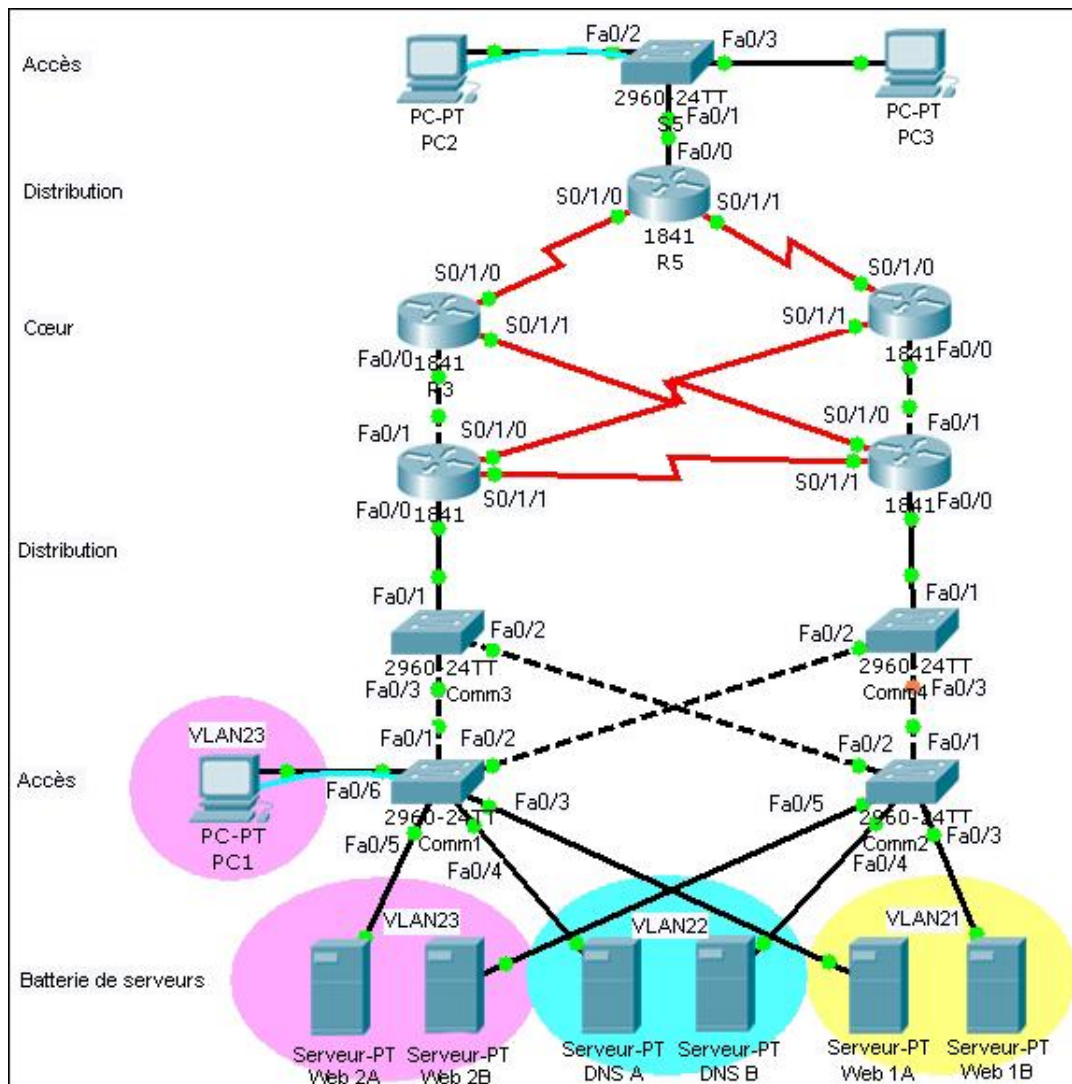 Fa0/2
Fa0/3
Accès
2960-24TT
Fa0/1
S5
PC-PT
PC2
PC-PT
PC3
Fa0/0
Distribution
S0/1/0
S0/1/1
1841
R5
S0/1/0
S0/1/0
Cœur
S0/1/1
S0/1/1
Fa0/0
1841
R3
1841
Fa0/0
Fa0/1
S0/1/0
S0/1/0
Fa0/1
S0/1/1
S0/1/1
Fa0/0
1841
1841
Fa0/0
Distribution
Fa0/1
Fa0/1
Fa0/2
Fa0/2
2960-24TT
2960-24TT
Fa0/3
Comm3
Comm4
Fa0/3
VLAN23
Fa0/1
Fa0/2
Fa0/2
Fa0/1
Accès
Fa0/6
Fa0/3
Fa0/5
PC-PT
PC1
2960-24TT
2960-24TT
Fa0/5
Comm1
Fa0/4
Comm2
Fa0/4
Fa0/3
VLAN23
VLAN22
VLAN21
Batterie de serveurs
Serveur-PT
Web 2A
Serveur-PT
Web 2B
Serveur-PT
DNS A
Serveur-PT
DNS B
Serveur-PT
Web 1A
Serveur-PT
Web 1B